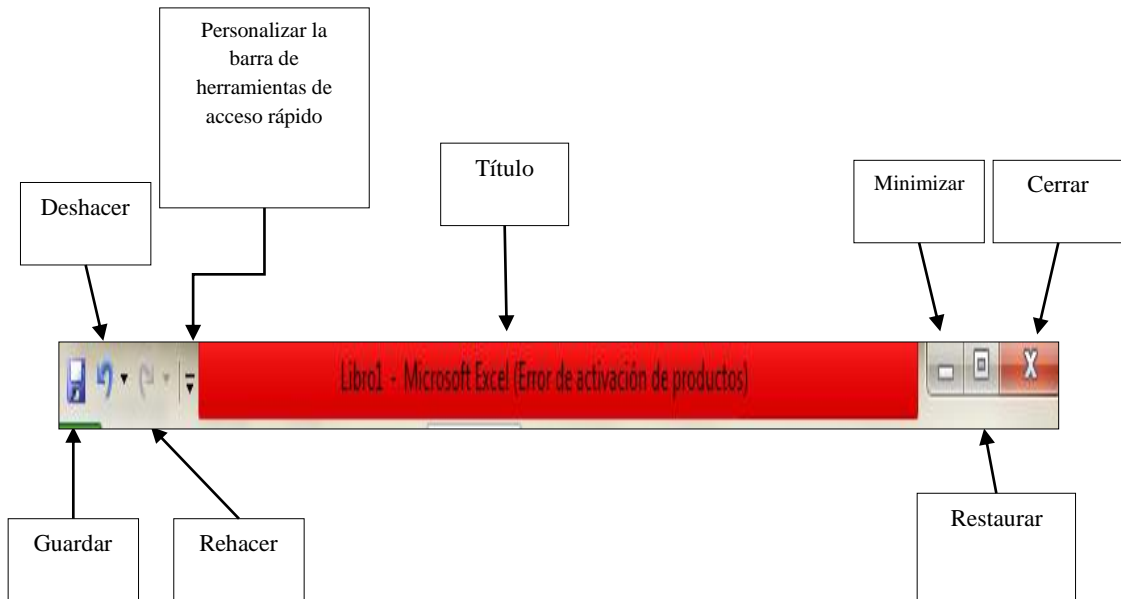 Personalizar la
barra de
herramientas de
acceso rápido
Título
Minimizar
Cerrar
Deshacer
Libro1 - Microsoft Excel (Error de activación de productos)
X
Guardar
Rehacer
Restaurar